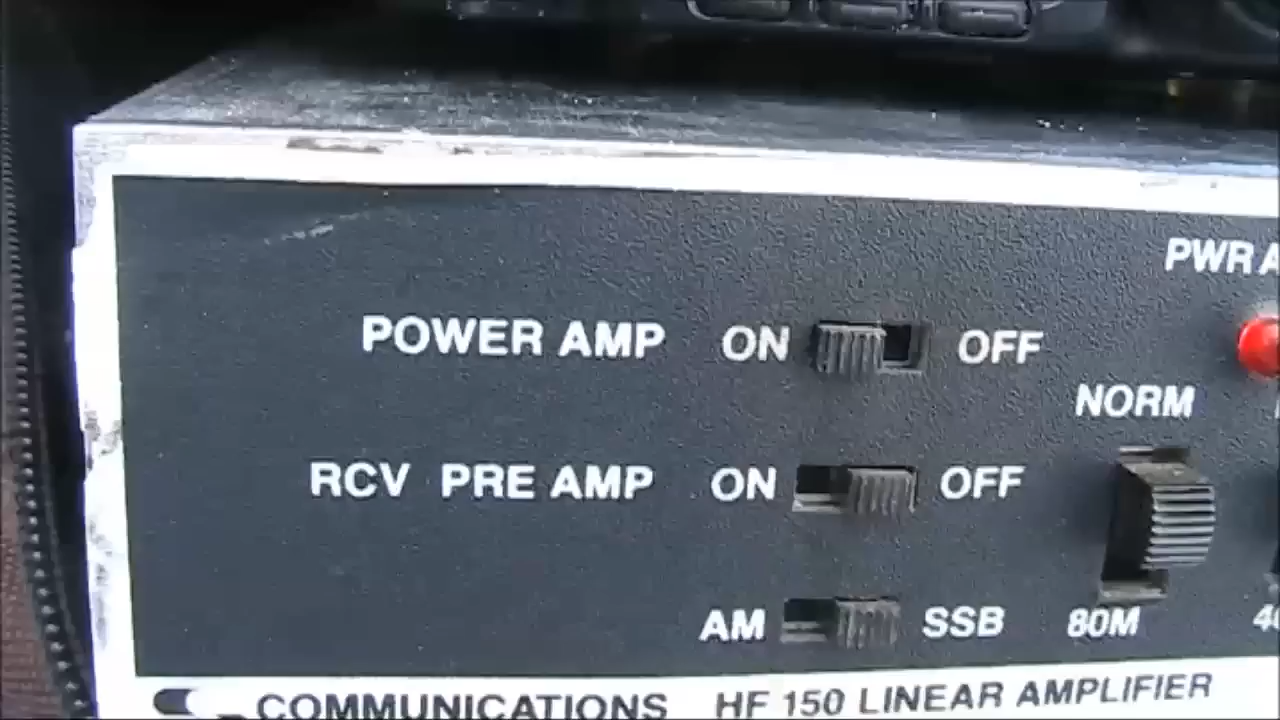 PWR A
POWER AMP ON OFF
NORM
RCV PRE AMP ON OFF
AM SSB 80M
COMMUNICATIONS HF 150 LINEAR AMPLIFIER